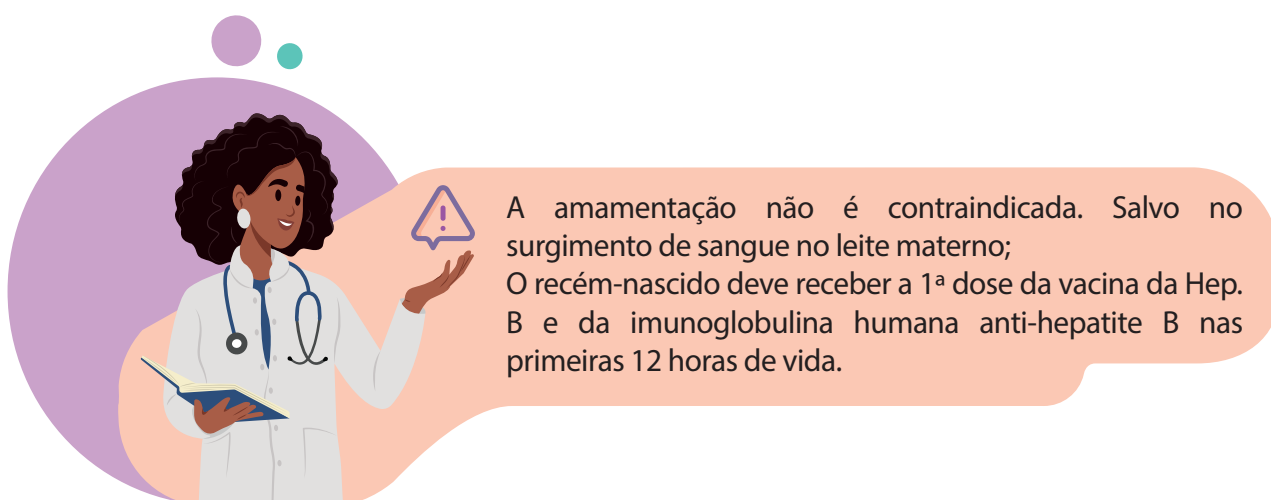 A amamentação não é contraindicada. Salvo no
surgimento de sangue no leite materno;
O recém-nascido deve receber a 1ª dose da vacina da Hep.
B e da imunoglobulina humana anti-hepatite B nas
primeiras 12 horas de vida.